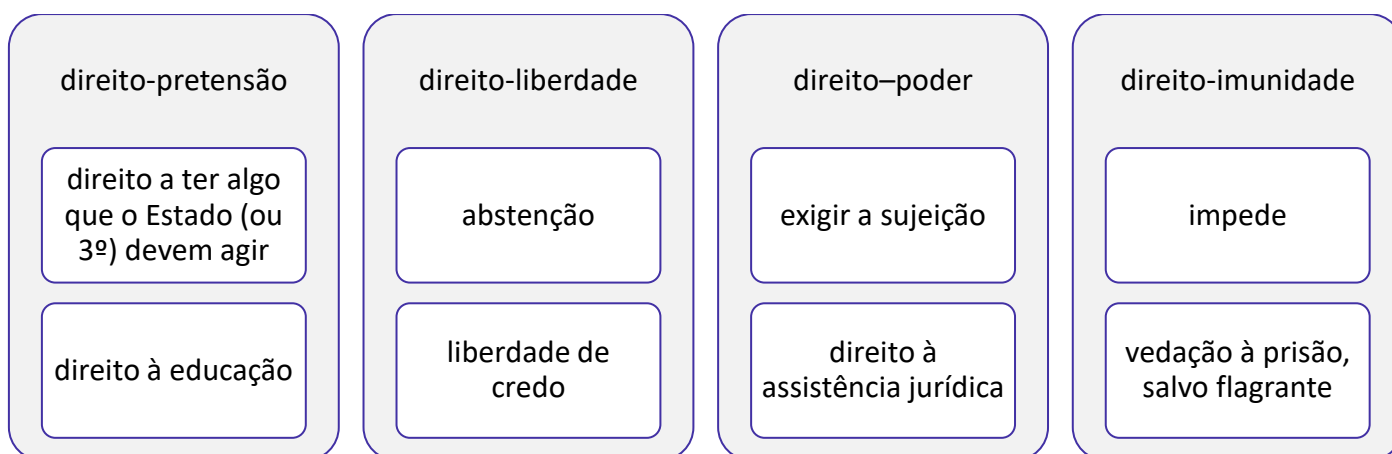 direito-pretensão
direito a ter algo
que o Estado (ou
3º) devem agir
direito à educação
direito-liberdade
abstenção
liberdade de
credo
direito–poder
exigir a sujeição
direito à
assistência jurídica
direito-imunidade
impede
vedação à prisão,
salvo flagrante